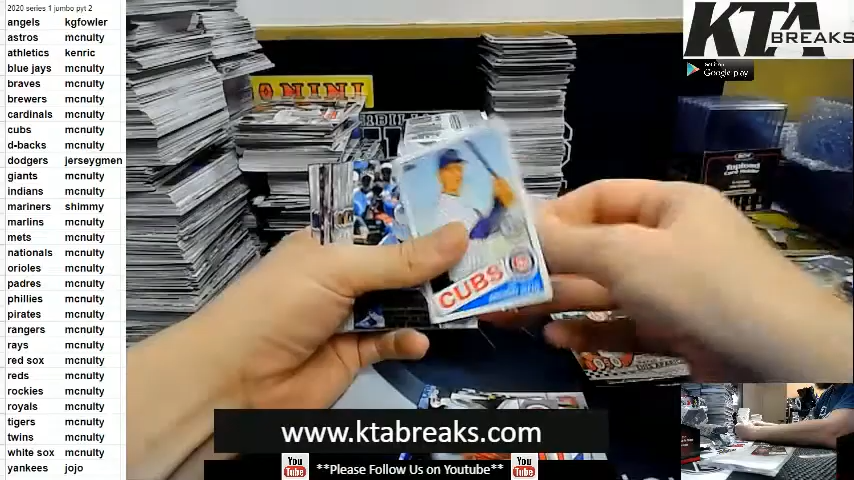 2020 series 1 jumbo pyt 2
angels kgfowler
astros mcnulty
athletics kenric
blue jays mcnulty
braves mcnulty
brewers mcnulty
cardinals mcnulty
cubs mcnulty
d-backs mcnulty
dodgers jerseygmen
giants mcnulty
indians mcnulty
mariners shimmy
marlins mcnulty
mets mcnulty
nationals mcnulty
orioles mcnulty
padres mcnulty
phillies mcnulty
pirates mcnulty
rangers mcnulty
rays mcnulty
red sox mcnulty
reds mcnulty
rockies mcnulty
royals mcnulty
tigers mcnulty
twins mcnulty
white sox mcnulty
yankees jojo
KTA BREAKS
Google play
PANINI
CUBS
www.ktabreaks.com
You Tube **Please Follow Us on Youtube** You Tube